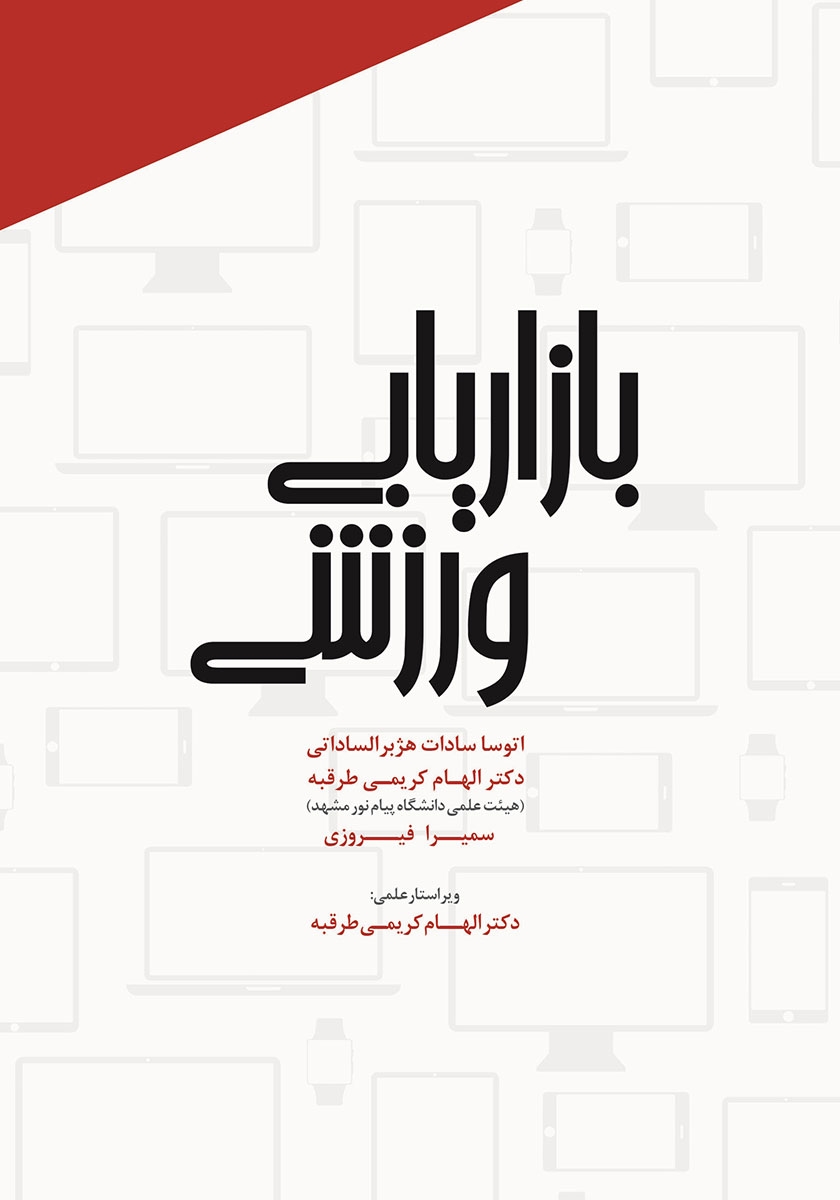 بازاریابی
ورزشی
اتوسا سادات هژبرالساداتی
دکتر الهام کریمی طرقبه
(هیئت علمی دانشگاه پیام نور مشهد)
سمیرا فیروزی
ویراستار علمی:
دکتر الهام کریمی طرقبه